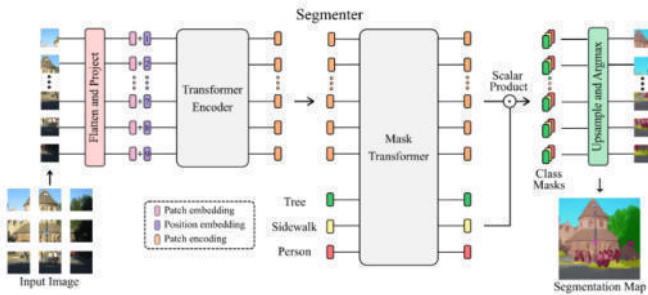 Segmenter
Flatten and Project
Transformer
Encoder
Mask
Transformer
Scalar
Product
Class
Masks
Upsample and Argmax
Tree
Sidewalk
Person
Patch embedding
Position embedding
Patch encoding
Input Image
Segmentation Map